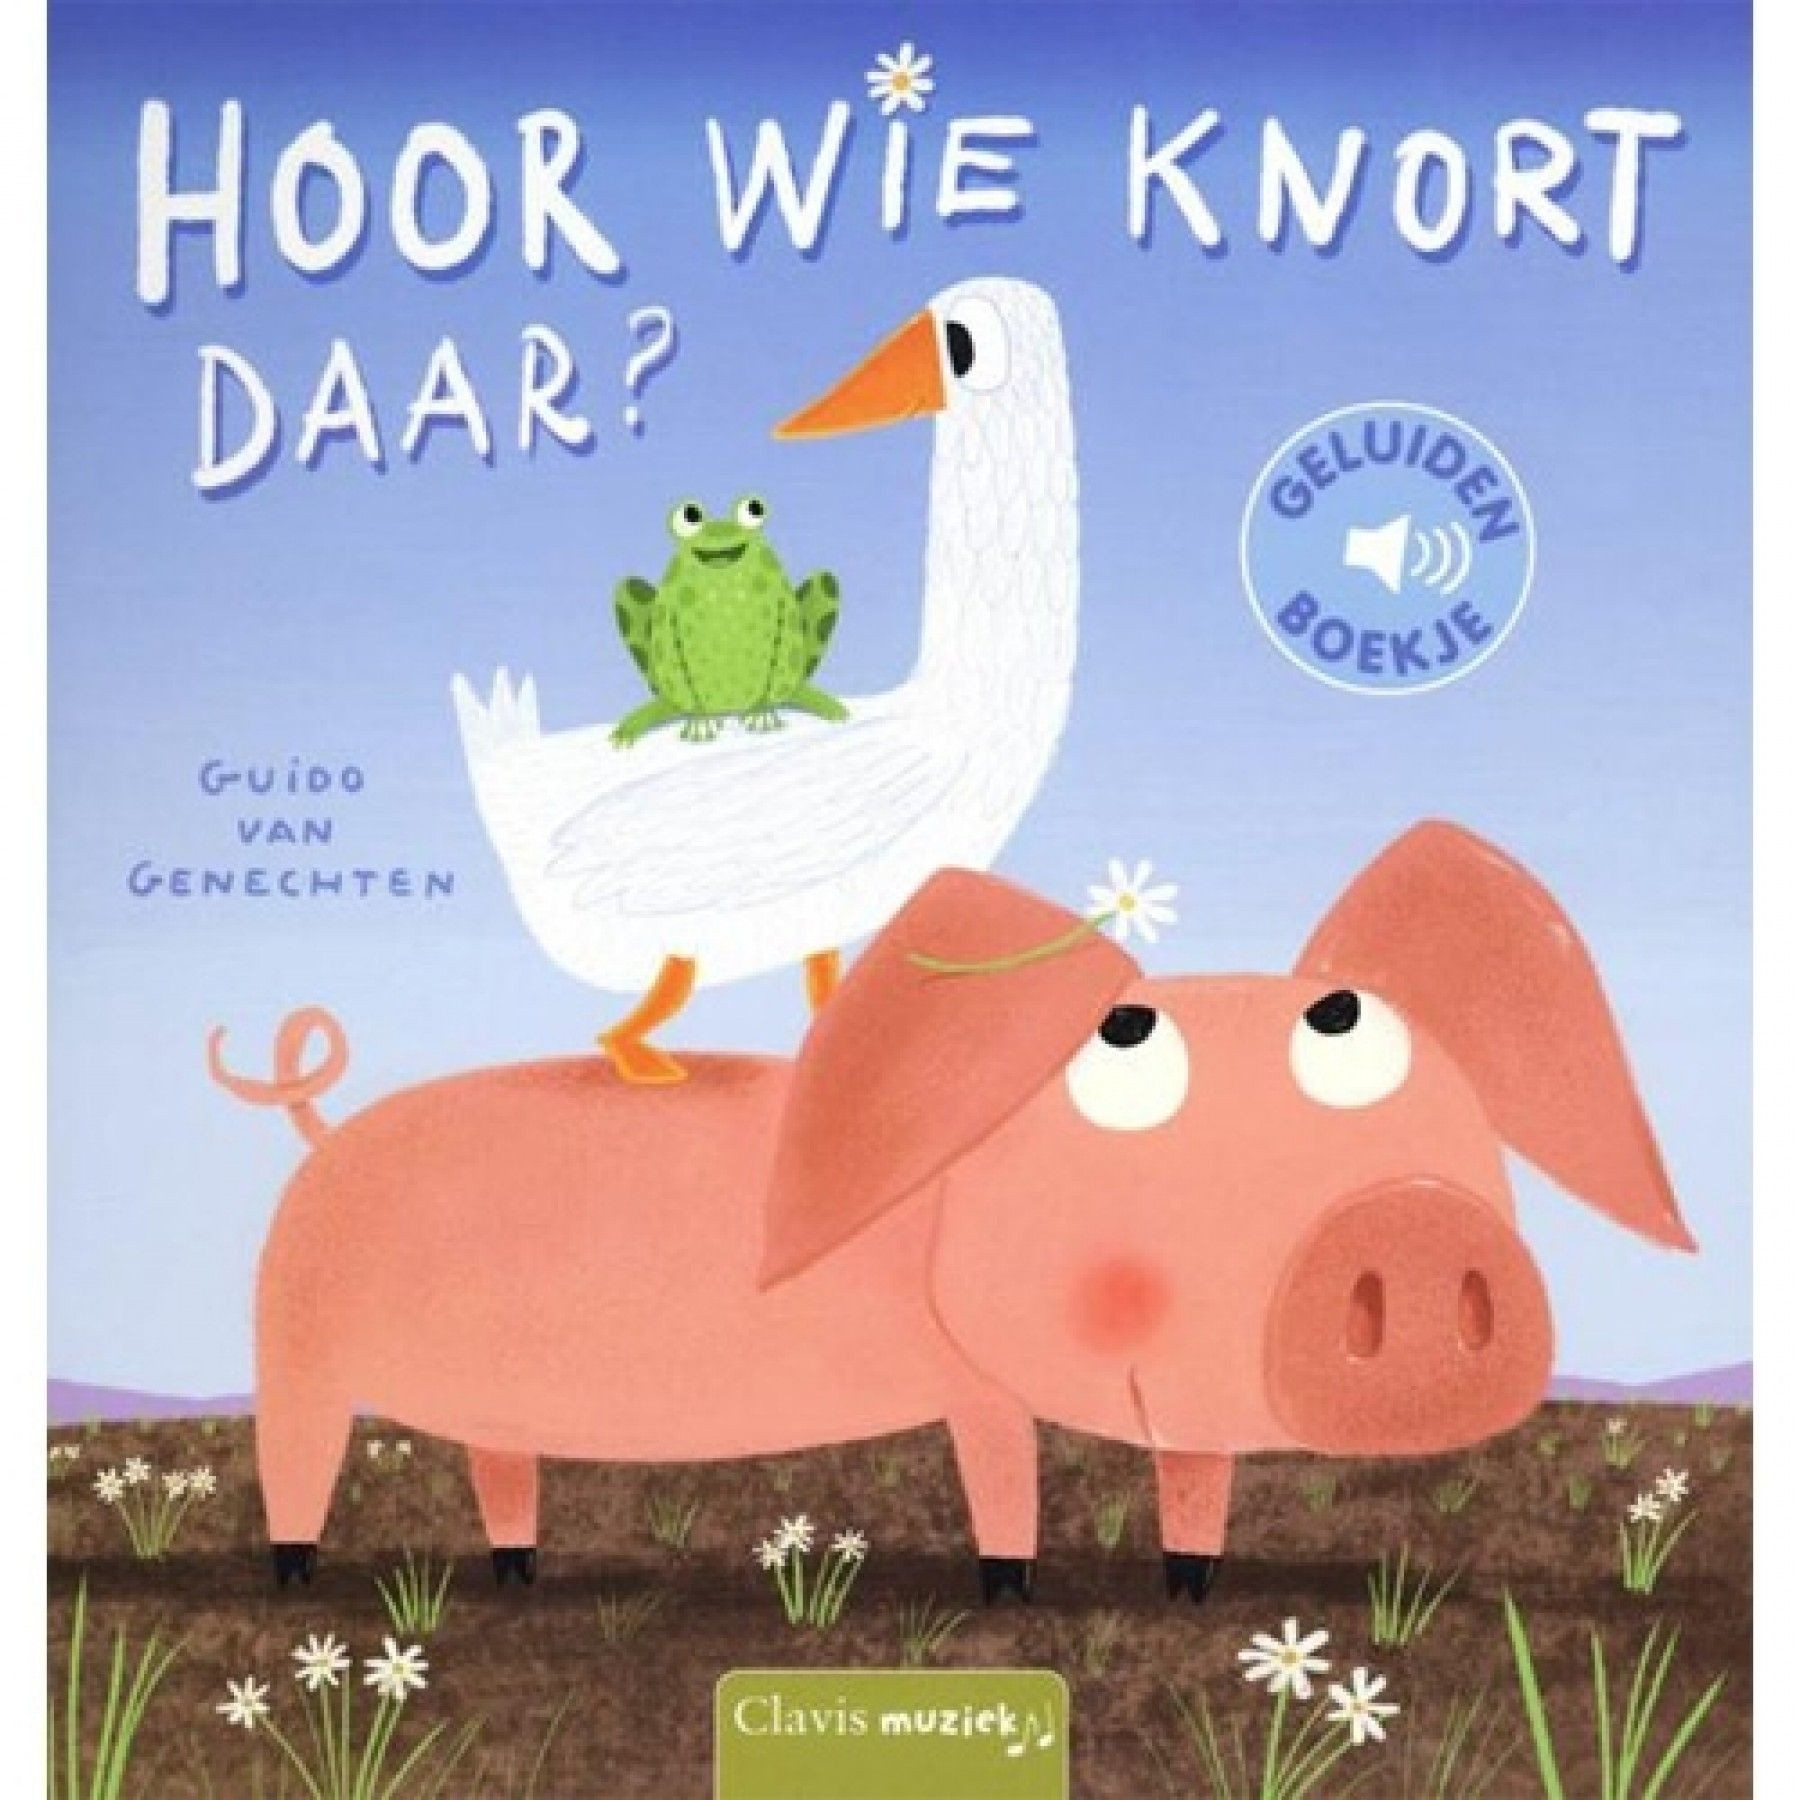 HOOR WIE KNORT
DAAR?
GELUIDEN
BOEKJE
GUIDO
VAN
GENECHTEN
Clavis muziek